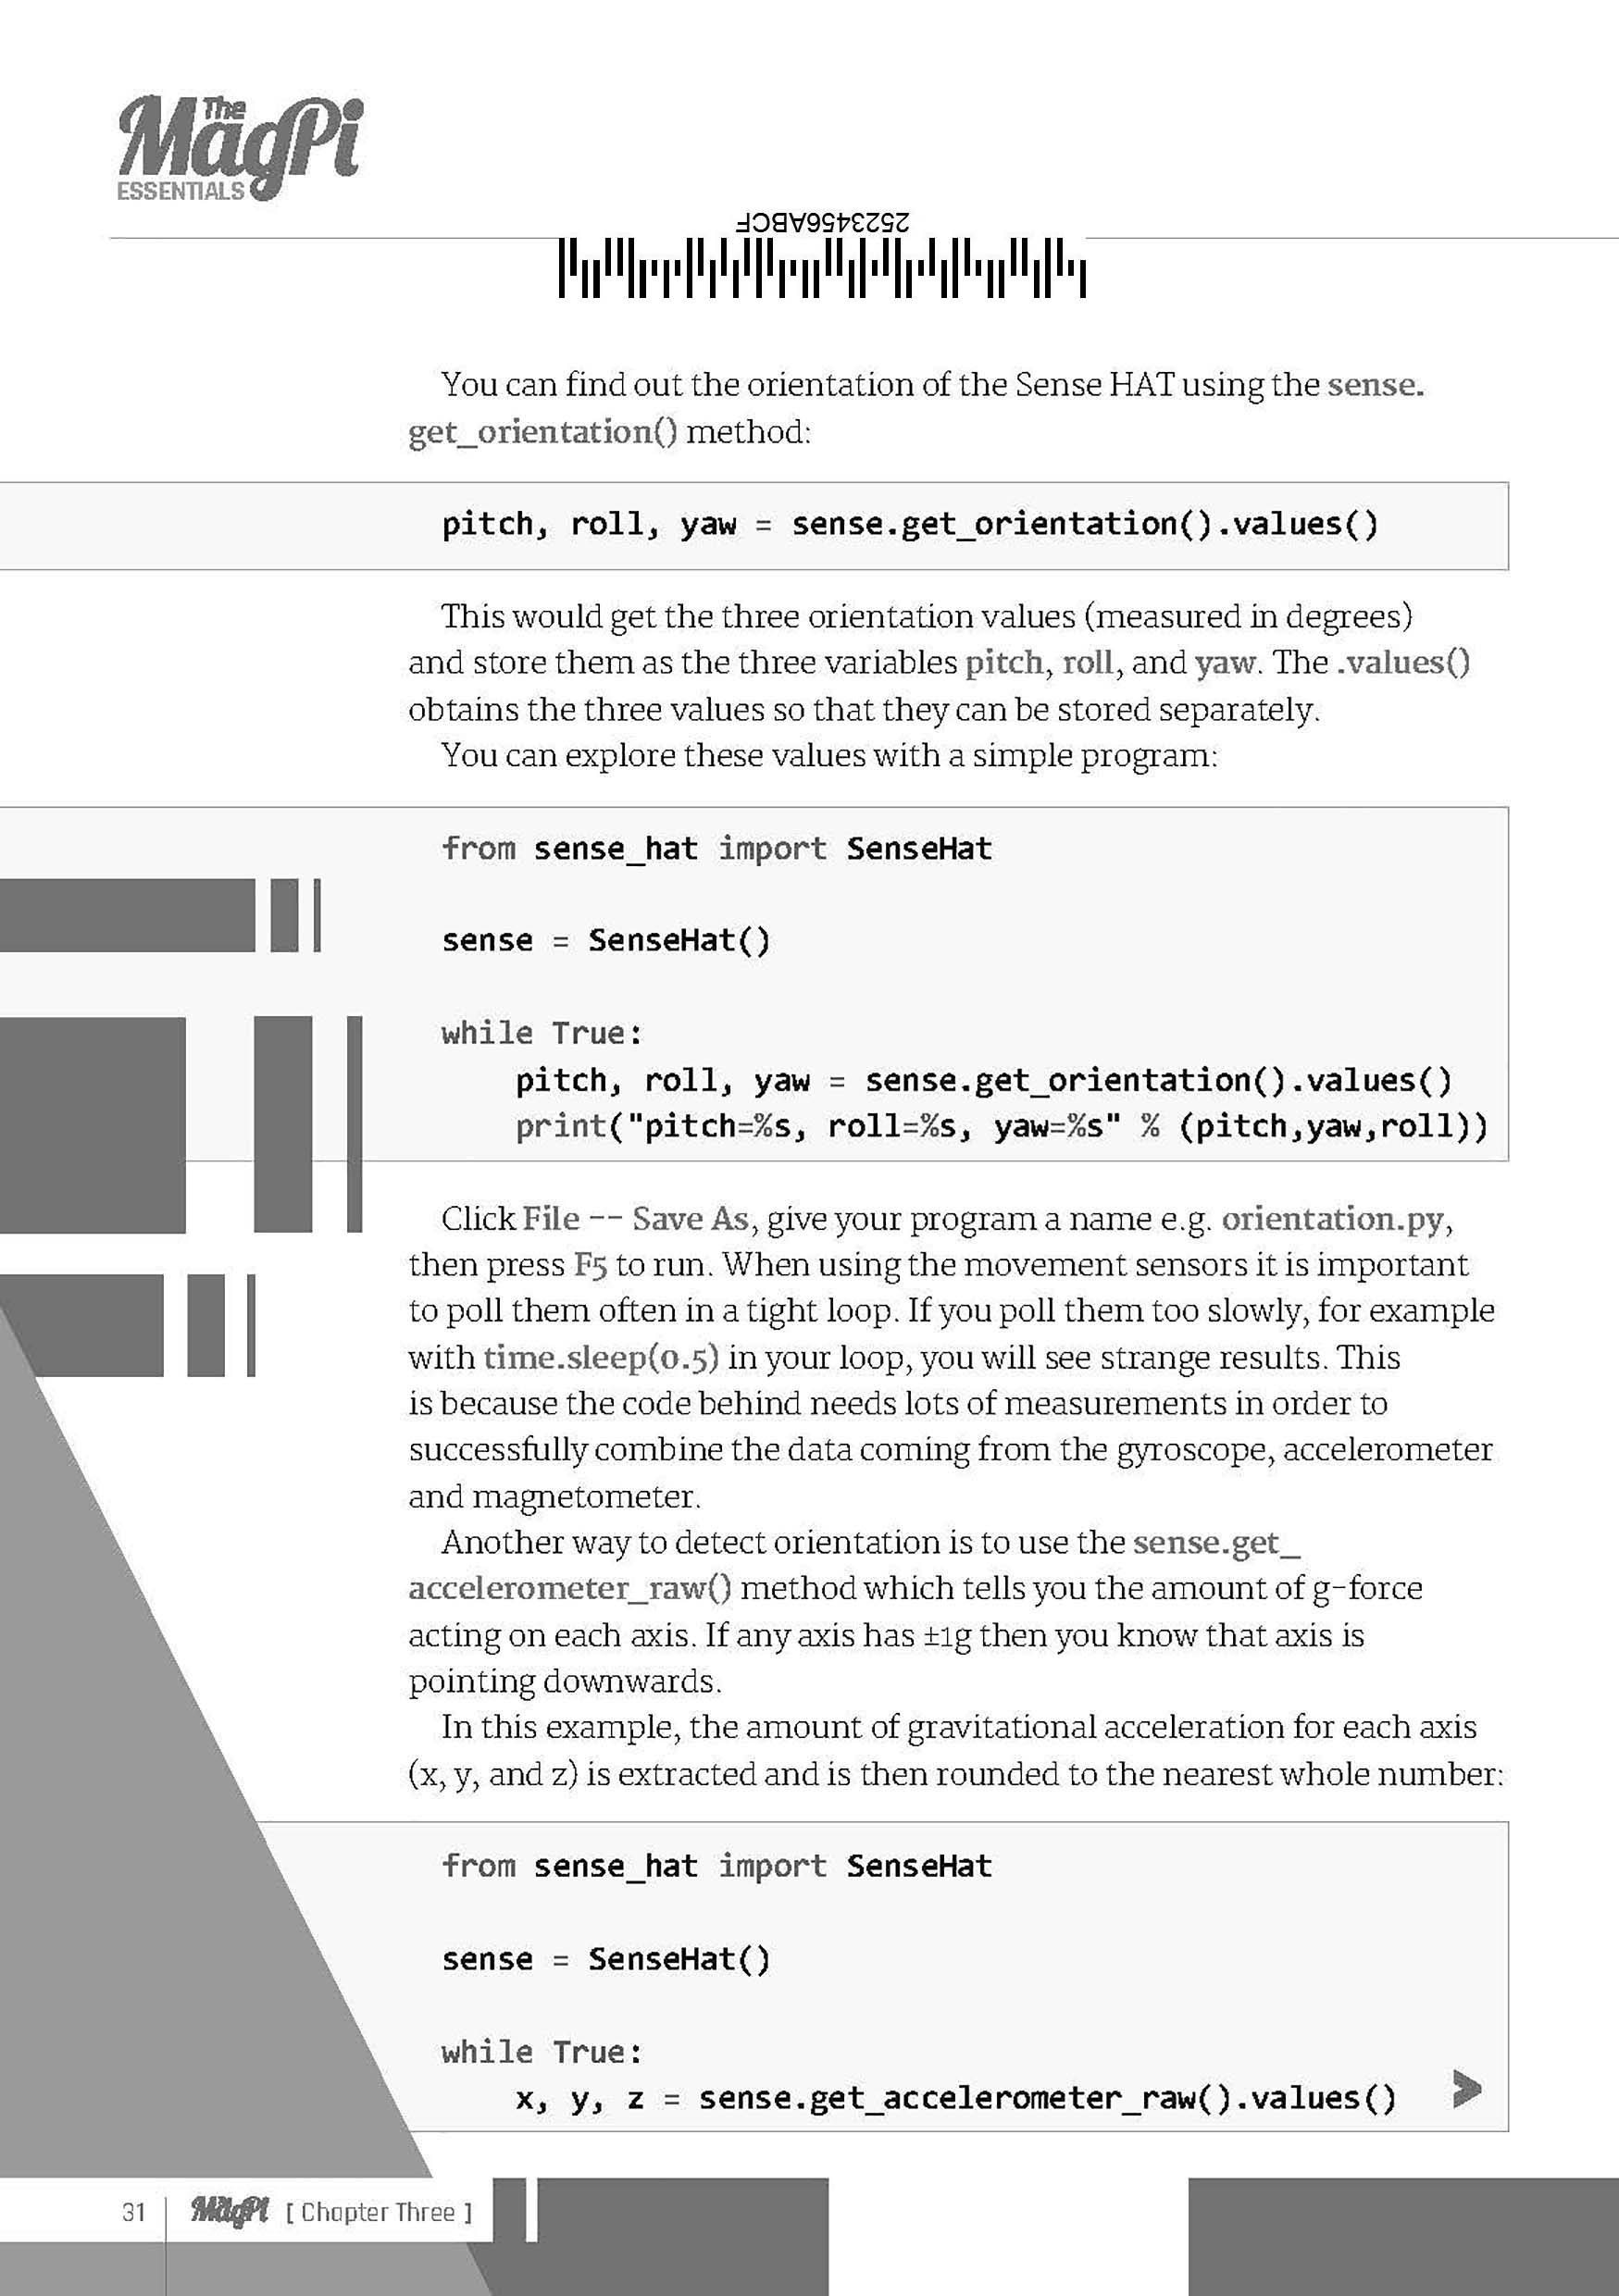 The
MagPi
ESSENTIALS
2523456ABCF
You can find out the orientation of the Sense HAT using the sense.
get_orientation() method:
pitch, roll, yaw = sense.get_orientation().values()
This would get the three orientation values (measured in degrees)
and store them as the three variables pitch, roll, and yaw. The .values()
obtains the three values so that they can be stored separately.
You can explore these values with a simple program:
from sense_hat import SenseHat
sense = SenseHat()
while True:
    pitch, roll, yaw = sense.get_orientation().values()
    print("pitch=%s, roll=%s, yaw=%s" % (pitch,yaw,roll))
Click File -- Save As, give your program a name e.g. orientation.py,
then press F5 to run. When using the movement sensors it is important
to poll them often in a tight loop. If you poll them too slowly, for example
with time.sleep(0.5) in your loop, you will see strange results. This
is because the code behind needs lots of measurements in order to
successfully combine the data coming from the gyroscope, accelerometer
and magnetometer.
Another way to detect orientation is to use the sense.get_
accelerometer_raw() method which tells you the amount of g-force
acting on each axis. If any axis has ±1g then you know that axis is
pointing downwards.
In this example, the amount of gravitational acceleration for each axis
(x, y, and z) is extracted and is then rounded to the nearest whole number:
from sense_hat import SenseHat
sense = SenseHat()
while True:
    x, y, z = sense.get_accelerometer_raw().values()
31 MagPi [ Chapter Three ]